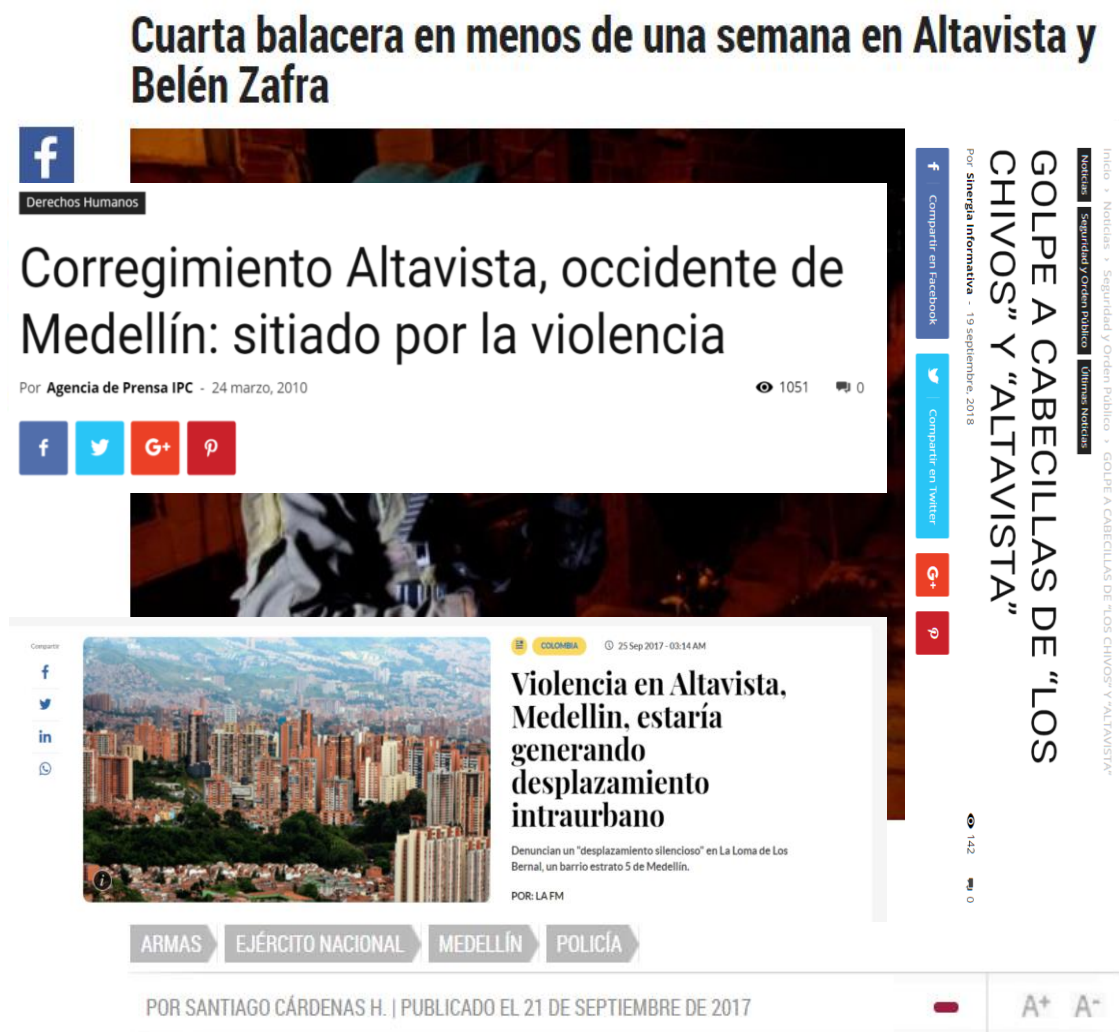 Cuarta balacera en menos de una semana en Altavista y
Belén Zafra
Derechos Humanos
Corregimiento Altavista, occidente de
Medellín: sitiado por la violencia
Por Agencia de Prensa IPC - 24 marzo, 2010
1051
0
Inicio › Noticias › Seguridad y Orden Público › GOLPE A CABECILLAS DE "LOS CHIVOS" Y "ALTAVISTA"
Noticias Seguridad y Orden Público Últimas Noticias
GOLPE A CABECILLAS DE "LOS
CHIVOS" Y "ALTAVISTA"
Por Sinergia Informativa - 19 septiembre, 2018
142
0
Compartir en Facebook
Compartir en Twitter
G+
Compartir
COLOMBIA
25 Sep 2017 - 03:14 AM
Violencia en Altavista,
Medellin, estaría
generando
desplazamiento
intraurbano
Denuncian un "desplazamiento silencioso" en La Loma de Los
Bernal, un barrio estrato 5 de Medellín.
POR: LA FM
ARMAS EJÉRCITO NACIONAL MEDELLÍN POLICÍA
POR SANTIAGO CÁRDENAS H. | PUBLICADO EL 21 DE SEPTIEMBRE DE 2017
A+ A-